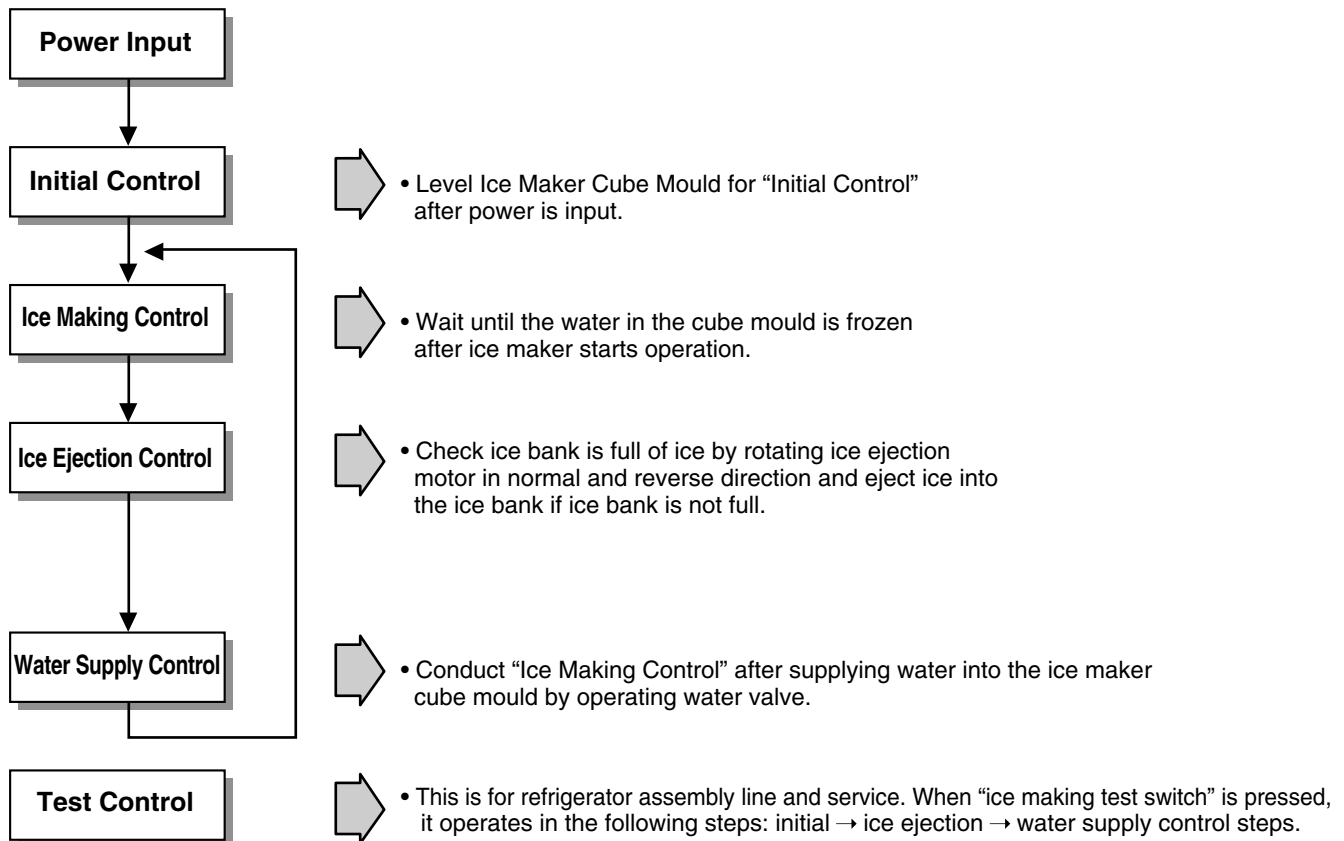 Power Input
Initial Control
• Level Ice Maker Cube Mould for “Initial Control”
after power is input.
Ice Making Control
• Wait until the water in the cube mould is frozen
after ice maker starts operation.
Ice Ejection Control
• Check ice bank is full of ice by rotating ice ejection
motor in normal and reverse direction and eject ice into
the ice bank if ice bank is not full.
Water Supply Control
• Conduct “Ice Making Control” after supplying water into the ice maker
cube mould by operating water valve.
Test Control
• This is for refrigerator assembly line and service. When “ice making test switch” is pressed,
it operates in the following steps: initial → ice ejection → water supply control steps.